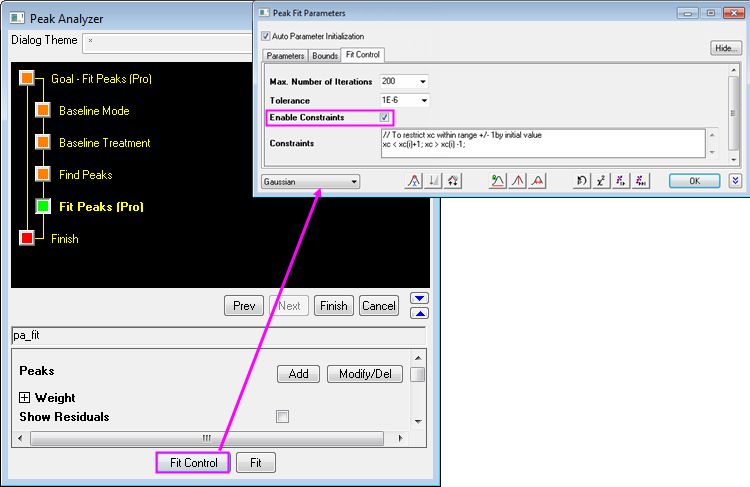 Peak Analyzer
Dialog Theme *
Goal - Fit Peaks (Pro)
Baseline Mode
Baseline Treatment
Find Peaks
Fit Peaks (Pro)
Finish
Prev Next Finish Cancel
pa_fit
Peaks Add Modify/Del
Weight
Show Residuals
Fit Control Fit
Peak Fit Parameters
Auto Parameter Initialization
Hide...
Parameters Bounds Fit Control
Max. Number of Iterations 200
Tolerance 1E-6
Enable Constraints
Constraints
// To restrict xc within range +/- 1by initial value
xc < xc(i)+1; xc > xc(i) -1;
Gaussian OK